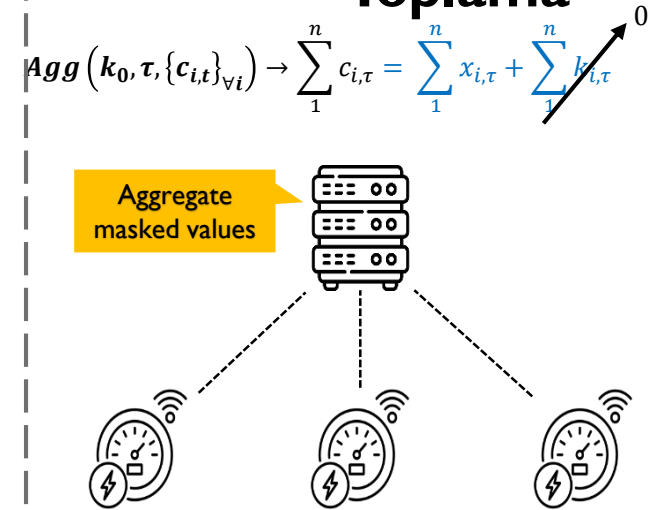 Toplama
Agg(k₀, τ, {cᵢ,ₜ}∀ᵢ) → ∑₁ⁿ cᵢ,τ = ∑₁ⁿ xᵢ,τ + ∑₁ⁿ kᵢ,τ 0
Aggregate
masked values